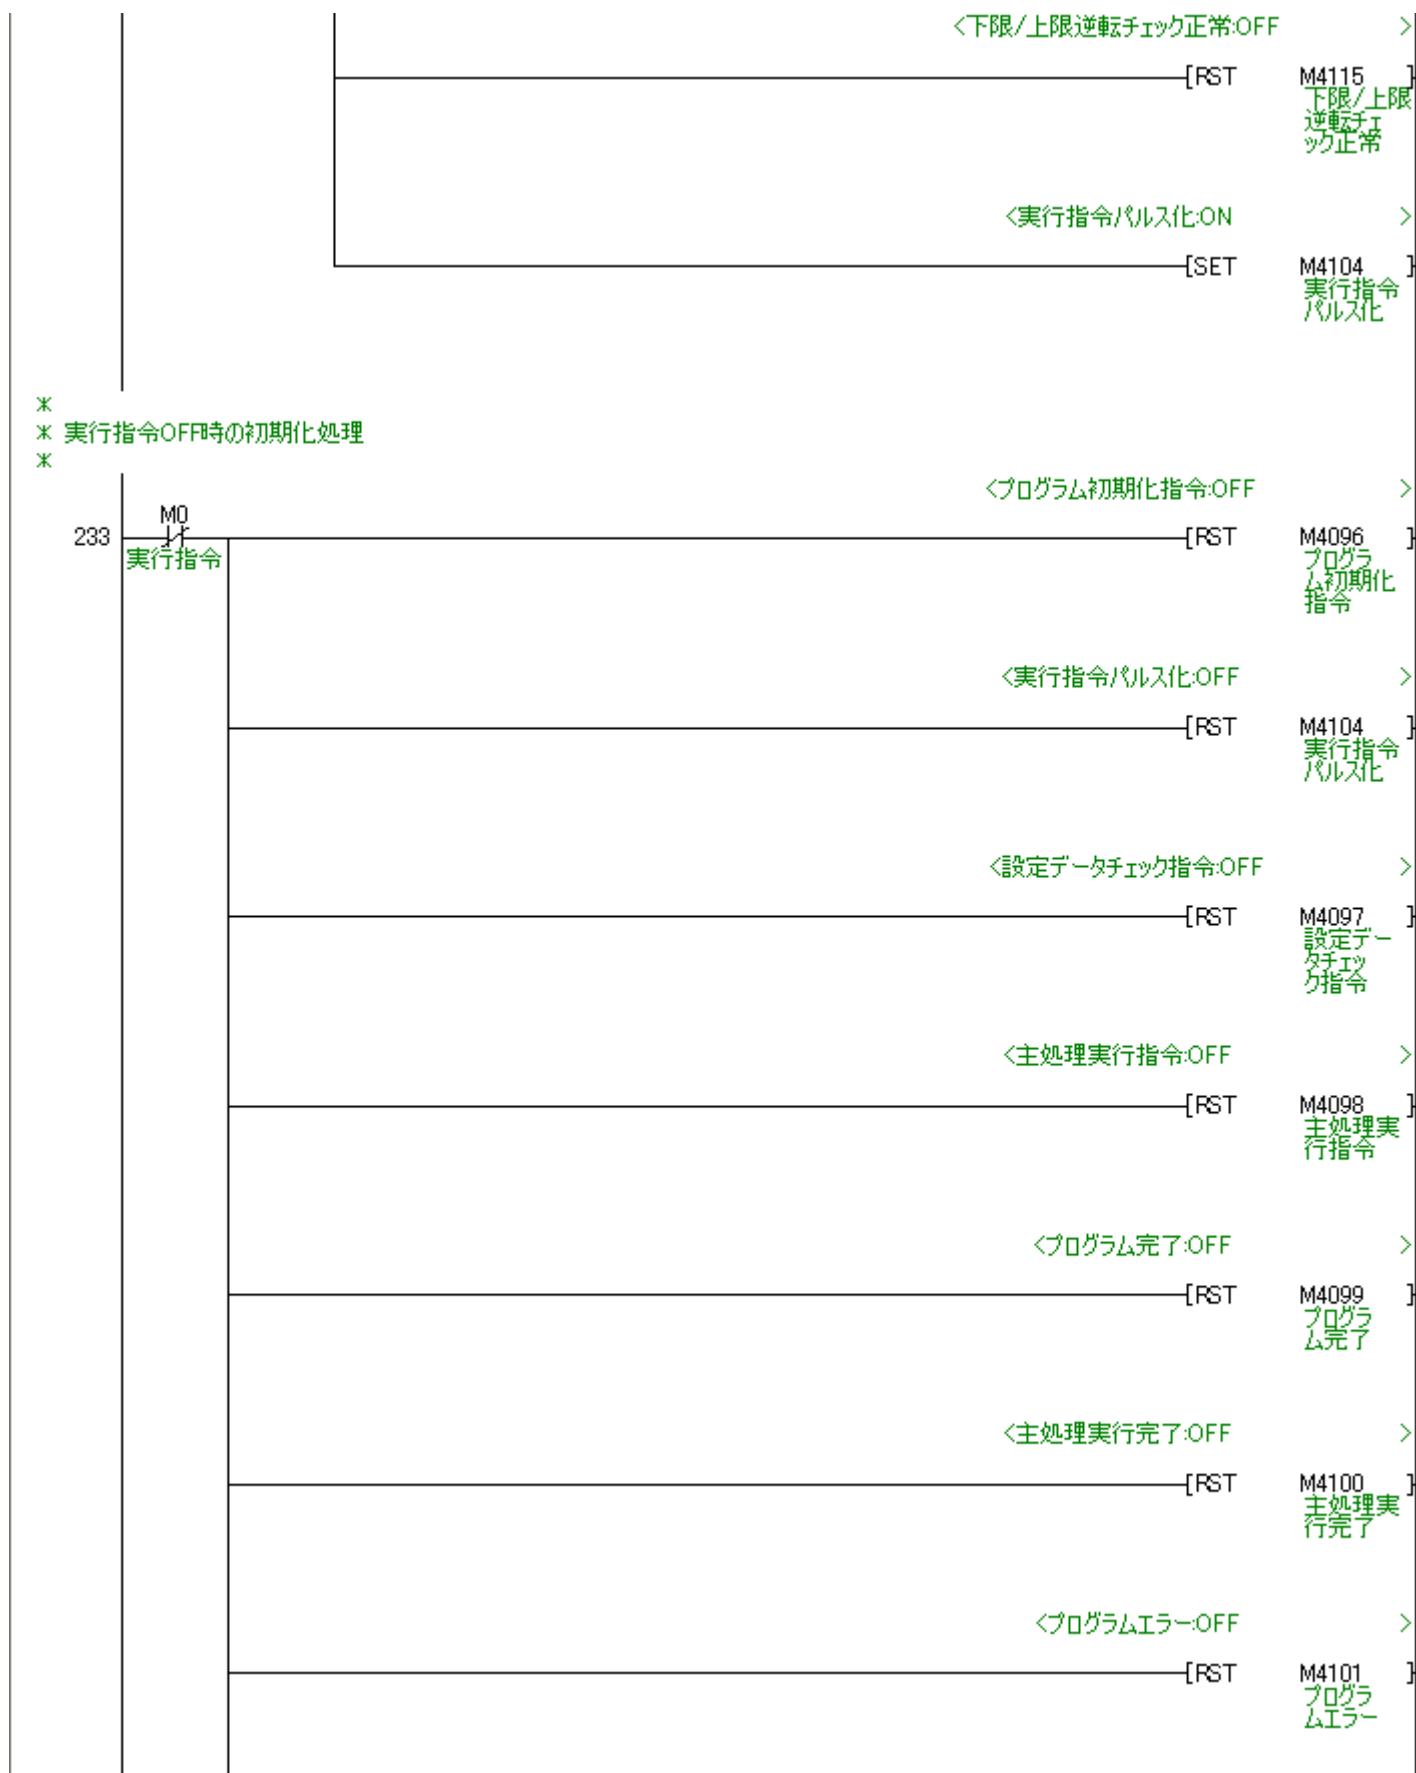 <下限/上限逆転チェック正常:OFF >
[RST M4115 ]
下限/上限
逆転チェ
ック正常
<実行指令パルス化:ON >
[SET M4104 ]
実行指令
パルス化
*
* 実行指令OFF時の初期化処理
*
<プログラム初期化指令:OFF >
M0
233 [RST M4096 ]
実行指令
プログラ
ム初期化
指令
<実行指令パルス化:OFF >
[RST M4104 ]
実行指令
パルス化
<設定データチェック指令:OFF >
[RST M4097 ]
設定デー
タチェッ
ク指令
<主処理実行指令:OFF >
[RST M4098 ]
主処理実
行指令
<プログラム完了:OFF >
[RST M4099 ]
プログラ
ム完了
<主処理実行完了:OFF >
[RST M4100 ]
主処理実
行完了
<プログラムエラー:OFF >
[RST M4101 ]
プログラ
ムエラー